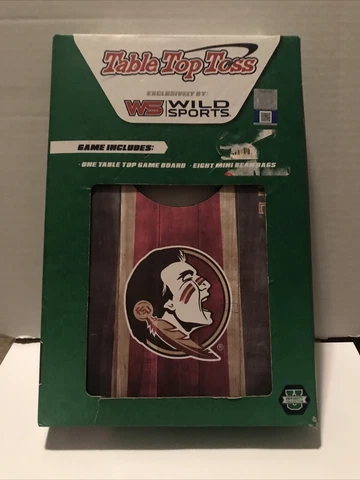 Table Top Toss
EXCLUSIVELY BY:
WS WILD
SPORTS
GAME INCLUDES:
· ONE TABLE TOP GAME BOARD · EIGHT MINI BEAN BAGS